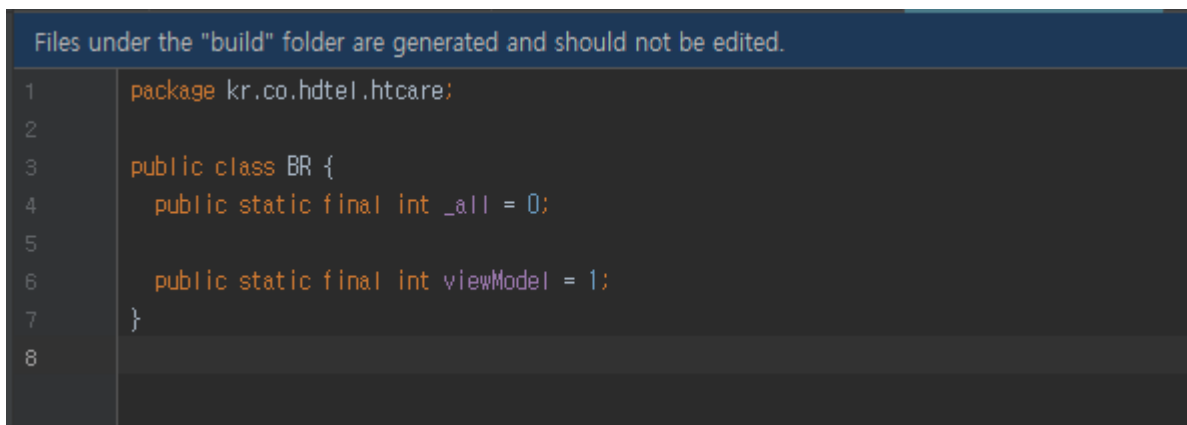 Files under the "build" folder are generated and should not be edited.
1 package kr.co.hdtel.htcare;
2
3 public class BR {
4 public static final int _all = 0;
5
6 public static final int viewModel = 1;
7 }
8